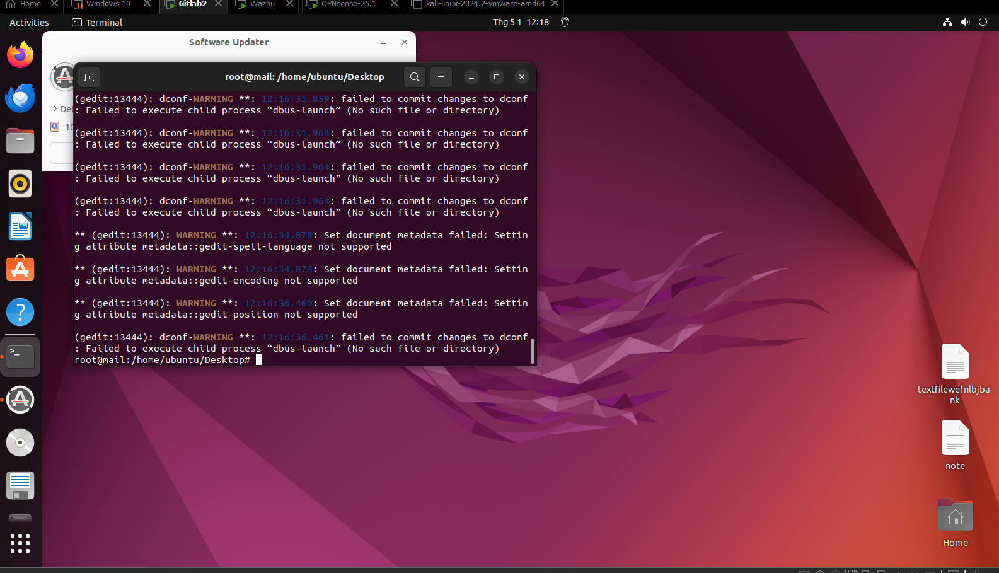 Home
Windows 10
Gitlab2
Wazhu
OPNsense-25.1
kali-linux-2024.2-vmware-amd64
Activities
Terminal
Thg 5 1 12:18
Software Updater
root@mail: /home/ubuntu/Desktop
(gedit:13444): dconf-WARNING **: 12:16:31.859: failed to commit changes to dconf
: Failed to execute child process “dbus-launch” (No such file or directory)
(gedit:13444): dconf-WARNING **: 12:16:31.964: failed to commit changes to dconf
: Failed to execute child process “dbus-launch” (No such file or directory)
(gedit:13444): dconf-WARNING **: 12:16:31.964: failed to commit changes to dconf
: Failed to execute child process “dbus-launch” (No such file or directory)
(gedit:13444): dconf-WARNING **: 12:16:31.964: failed to commit changes to dconf
: Failed to execute child process “dbus-launch” (No such file or directory)
** (gedit:13444): WARNING **: 12:16:34.878: Set document metadata failed: Settin
g attribute metadata::gedit-spell-language not supported
** (gedit:13444): WARNING **: 12:16:34.878: Set document metadata failed: Settin
g attribute metadata::gedit-encoding not supported
** (gedit:13444): WARNING **: 12:16:36.460: Set document metadata failed: Settin
g attribute metadata::gedit-position not supported
(gedit:13444): dconf-WARNING **: 12:16:36.461: failed to commit changes to dconf
: Failed to execute child process “dbus-launch” (No such file or directory)
root@mail:/home/ubuntu/Desktop#
textfilewefnlbjba-
nk
note
Home